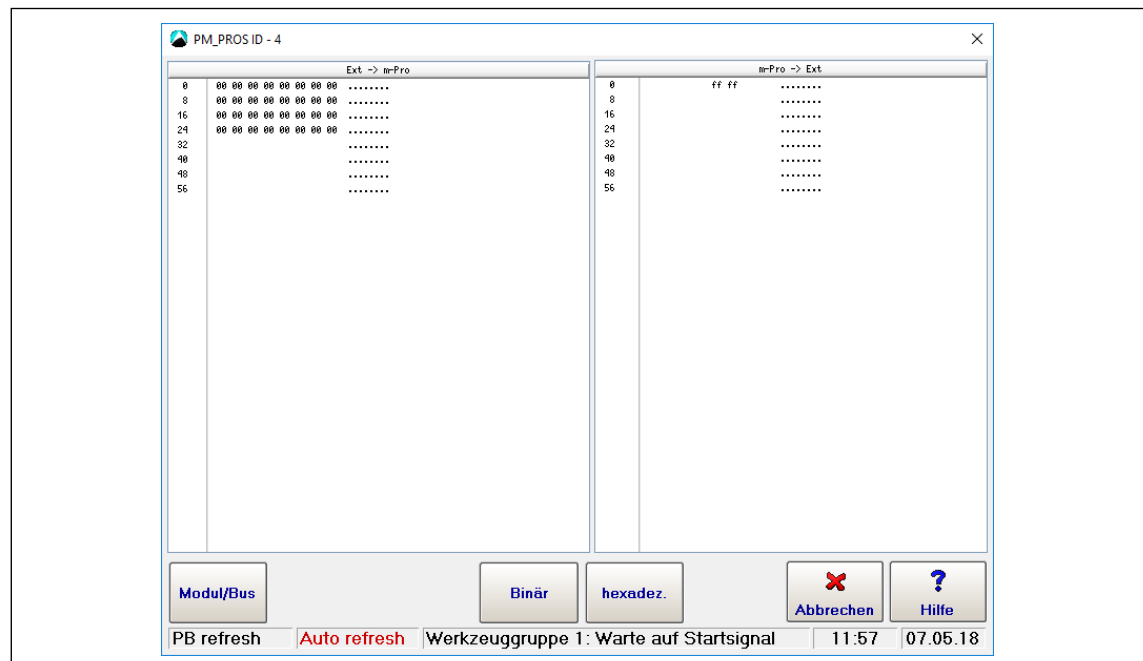 PM_PROS ID - 4
Ext -> m-Pro
0 00 00 00 00 00 00 00 00 ........
8 00 00 00 00 00 00 00 00 ........
16 00 00 00 00 00 00 00 00 ........
24 00 00 00 00 00 00 00 00 ........
32 ........
40 ........
48 ........
56 ........
m-Pro -> Ext
0 ff ff ........
8 ........
16 ........
24 ........
32 ........
40 ........
48 ........
56 ........
Modul/Bus
Binär
hexadez.
Abbrechen
? Hilfe
PB refresh Auto refresh Werkzeuggruppe 1: Warte auf Startsignal 11:57 07.05.18